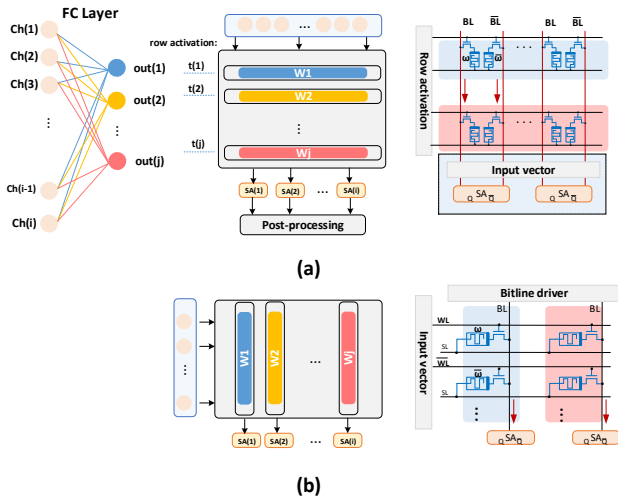 FC Layer
Ch(1)
Ch(2)
Ch(3)
⋮
Ch(i-1)
Ch(i)
out(1)
out(2)
⋮
out(j)
row activation:
...
t(1)
t(2)
t(j)
W1
W2
⋮
Wj
SA(1) SA(2) ... SA(i)
Post-processing
BL B̅L̅ BL B̅L̅
Row activation
ω ω̅
. . .
. . .
Input vector
Q SA Q̅ Q SA Q̅
(a)
⋮
W1 W2 ... Wj
SA(1) SA(2) ... SA(i)
Bitline driver
Input vector
BL BL
WL
ω
SL
W̅L̅
ω̅
SL
⋮ ⋮
Q SA Q̅ Q SA Q̅
(b)